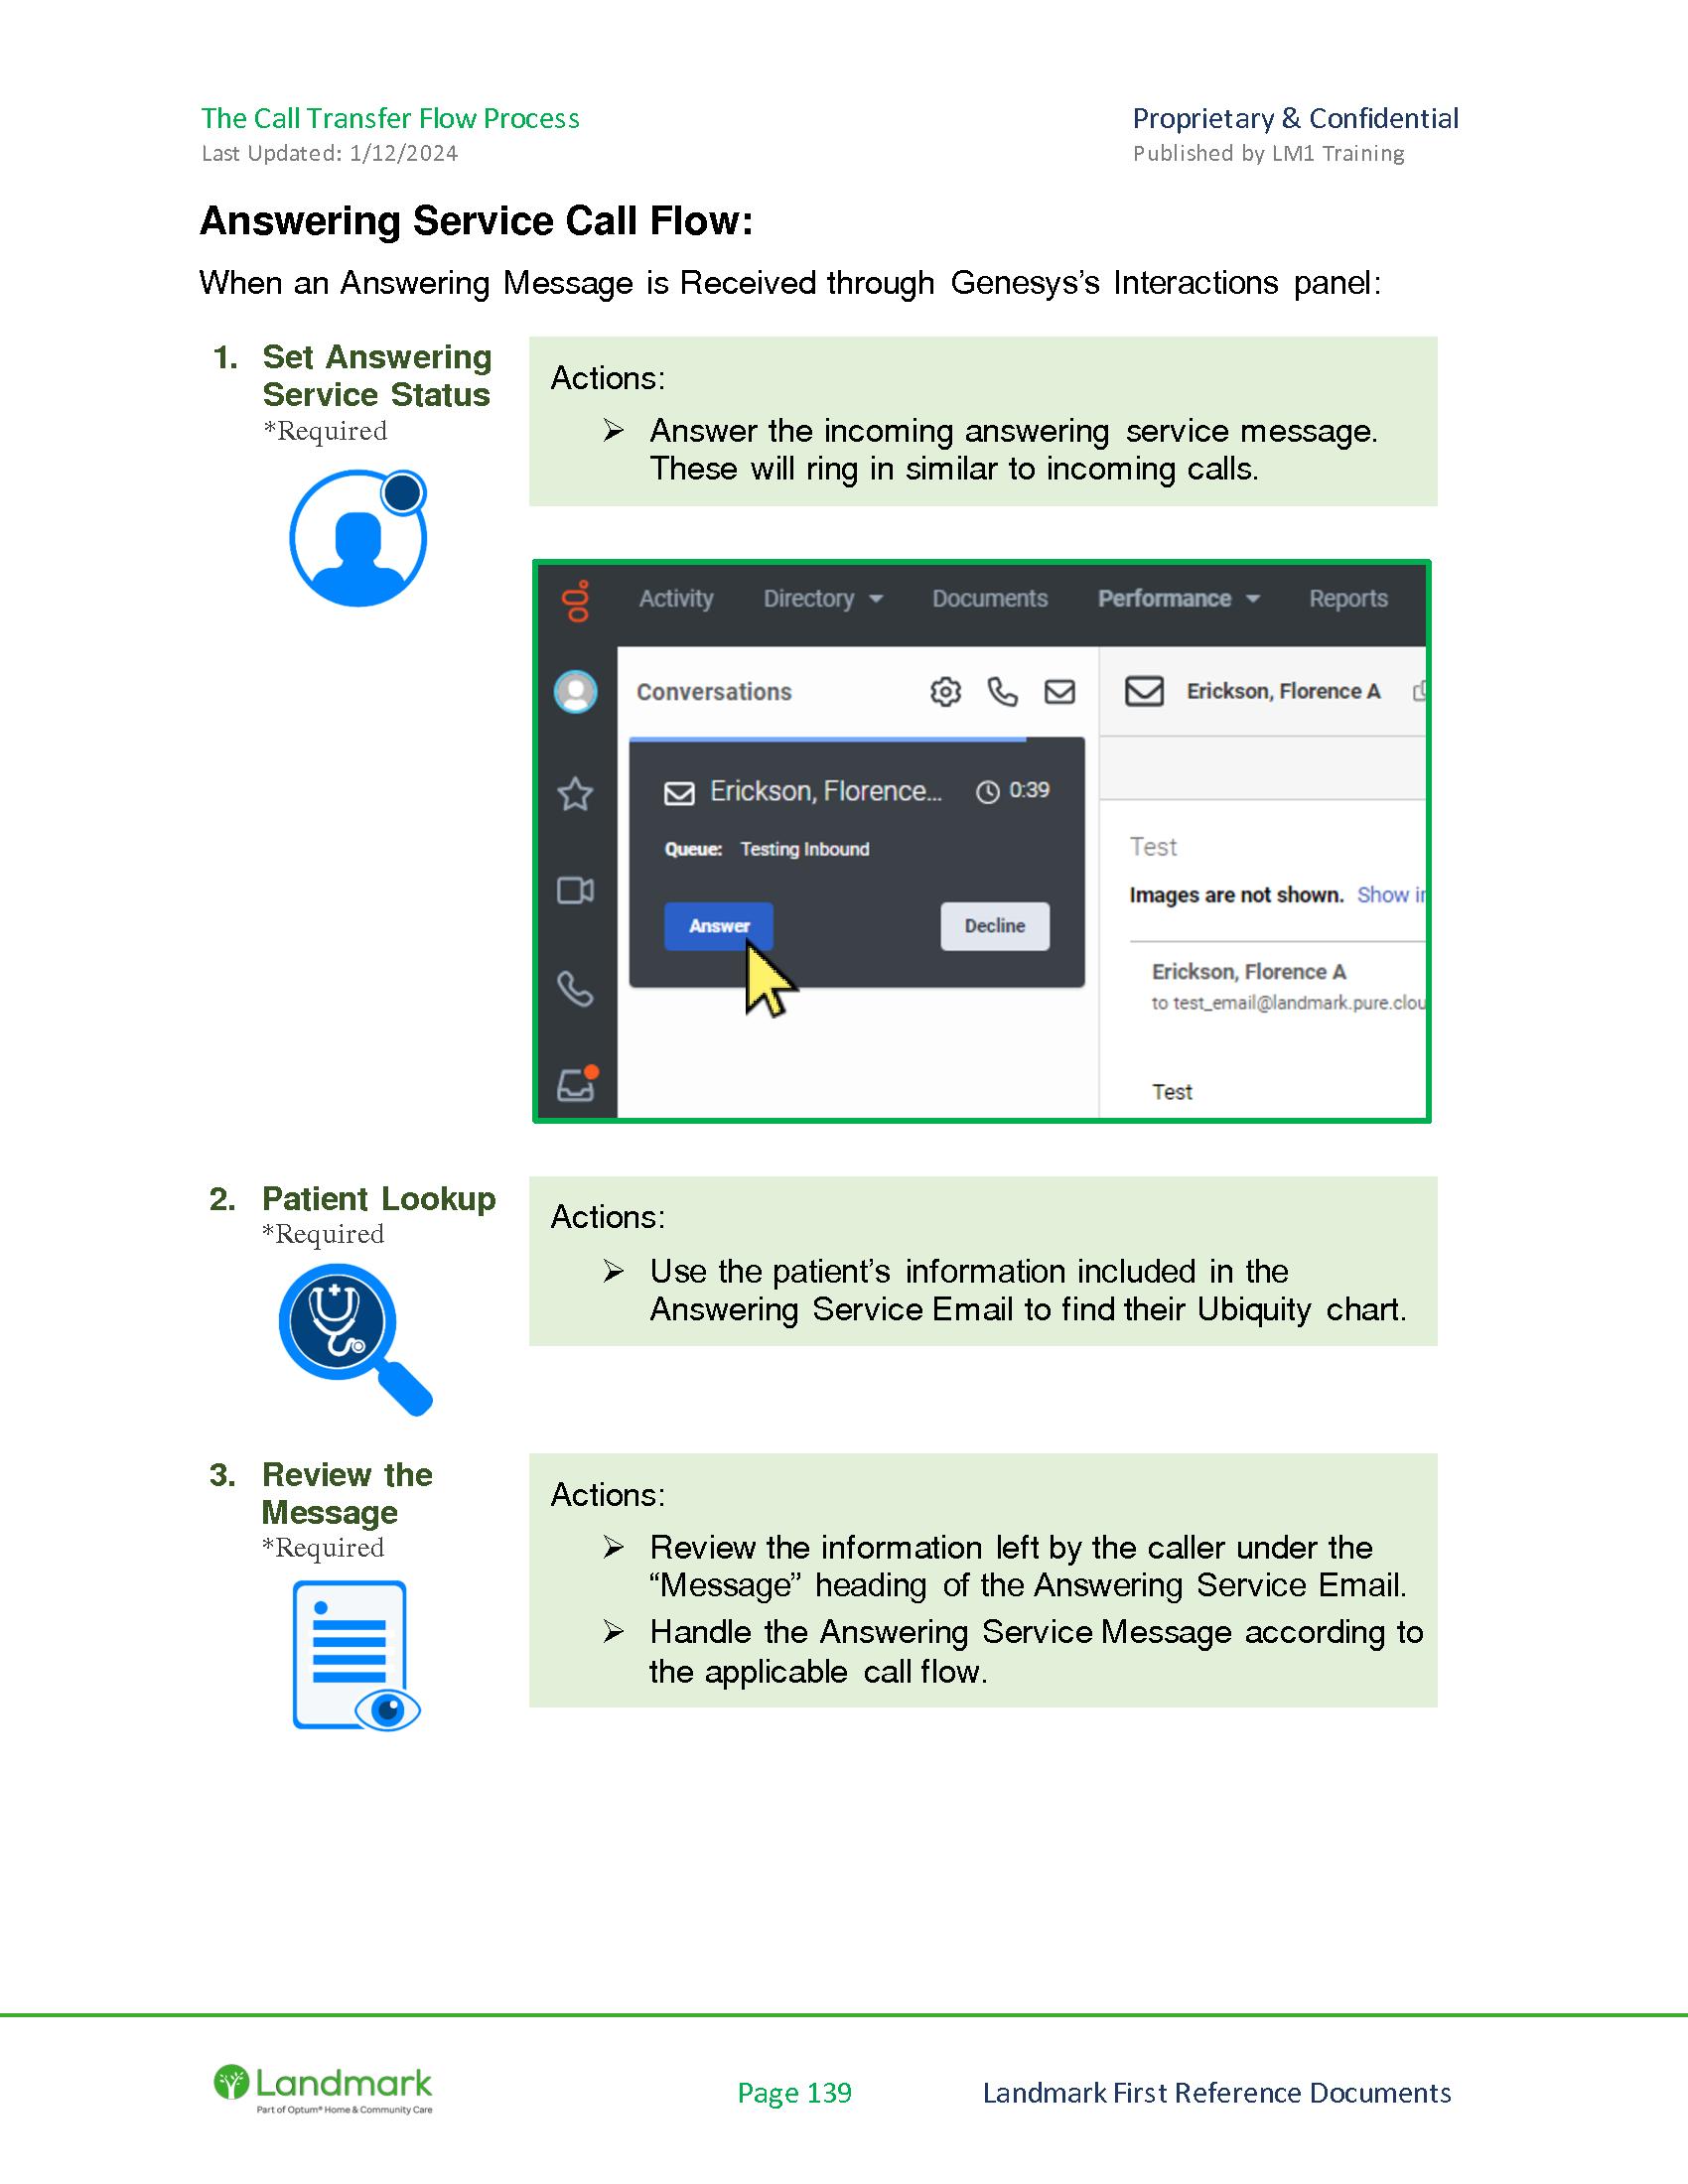 The Call Transfer Flow Process
Proprietary & Confidential
Last Updated: 1/12/2024
Published by LM1 Training
Answering Service Call Flow:
When an Answering Message is Received through Genesys’s Interactions panel:
1. Set Answering
Service Status
*Required
Actions:
➢ Answer the incoming answering service message.
These will ring in similar to incoming calls.
Activity Directory Documents Performance Reports
Conversations
Erickson, Florence... 0:39
Queue: Testing Inbound
Answer Decline
Erickson, Florence A
Test
Images are not shown. Show
Erickson, Florence A
to test_email@landmark.pure.clou
Test
2. Patient Lookup
*Required
Actions:
➢ Use the patient’s information included in the
Answering Service Email to find their Ubiquity chart.
3. Review the
Message
*Required
Actions:
➢ Review the information left by the caller under the
“Message” heading of the Answering Service Email.
➢ Handle the Answering Service Message according to
the applicable call flow.
Landmark
Part of Optum® Home & Community Care
Page 139
Landmark First Reference Documents